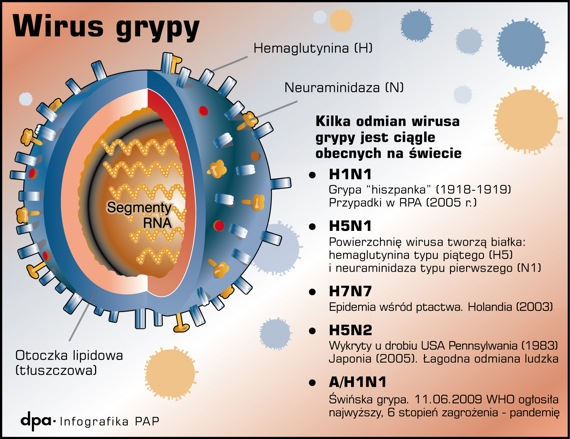 Wirus grypy
Hemaglutynina (H)
Neuraminidaza (N)
Segmenty
RNA
Otoczka lipidowa
(tłuszczowa)
Kilka odmian wirusa
grypy jest ciągle
obecnych na świecie
• H1N1
Grypa "hiszpanka" (1918-1919)
Przypadki w RPA (2005 r.)
• H5N1
Powierzchnię wirusa tworzą białka:
hemaglutynina typu piątego (H5)
i neuraminidaza typu pierwszego (N1)
• H7N7
Epidemia wśród ptactwa. Holandia (2003)
• H5N2
Wykryty u drobiu USA Pennsylwania (1983)
Japonia (2005). Łagodna odmiana ludzka
• A/H1N1
Świńska grypa. 11.06.2009 WHO ogłosiła
najwyższy, 6 stopień zagrożenia - pandemię
dpa • Infografika PAP